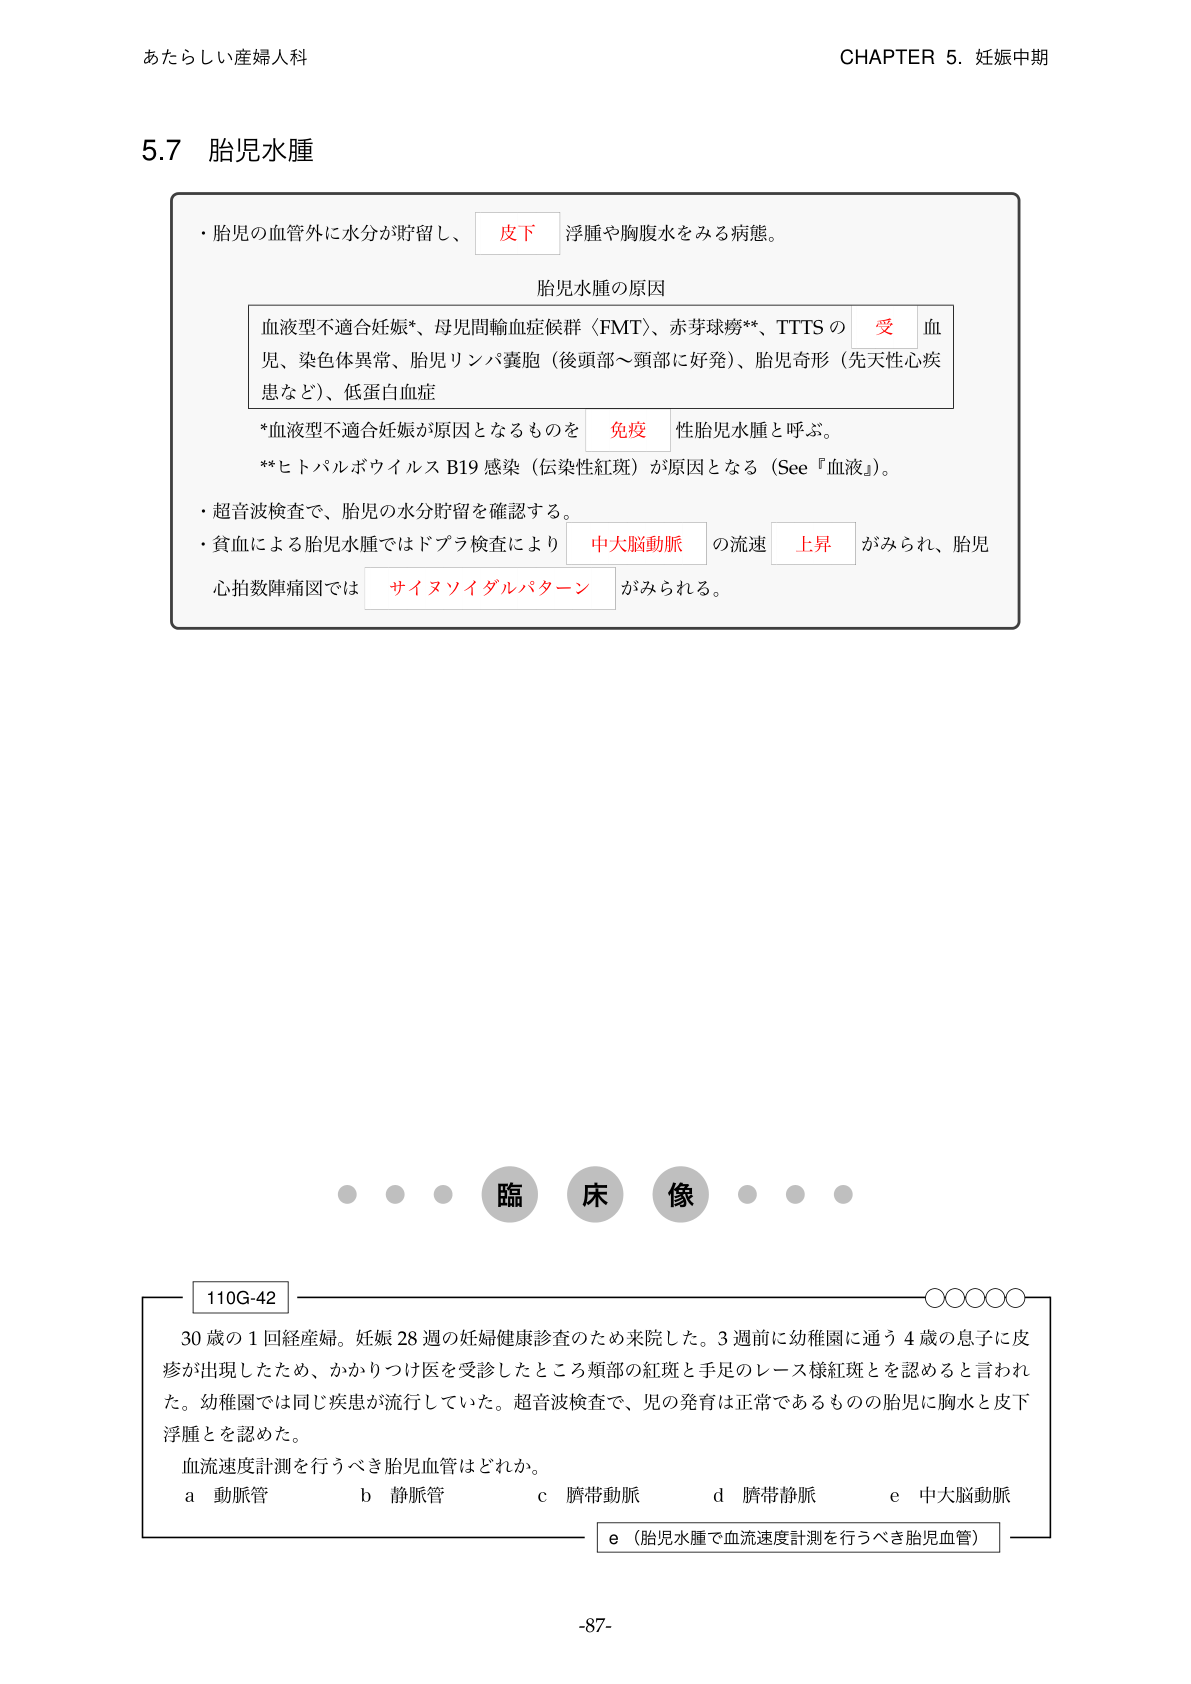 あたらしい産婦人科 CHAPTER 5. 妊娠中期
5.7 胎児水腫
・胎児の血管外に水分が貯留し、 皮下 浮腫や胸腹水をみる病態。
胎児水腫の原因
血液型不適合妊娠*、母児間輸血症候群〈FMT〉、赤芽球癆**、TTTS の 受 血
児、染色体異常、胎児リンパ嚢胞（後頭部〜頸部に好発）、胎児奇形（先天性心疾
患など）、低蛋白血症
*血液型不適合妊娠が原因となるものを 免疫 性胎児水腫と呼ぶ。
**ヒトパルボウイルス B19 感染（伝染性紅斑）が原因となる（See『血液』）。
・超音波検査で、胎児の水分貯留を確認する。
・貧血による胎児水腫ではドプラ検査により 中大脳動脈 の流速 上昇 がみられ、胎児
心拍数陣痛図では サイヌソイダルパターン がみられる。
臨床像
110G-42
30 歳の 1 回経産婦。妊娠 28 週の妊婦健康診査のため来院した。3 週前に幼稚園に通う 4 歳の息子に皮
疹が出現したため、かかりつけ医を受診したところ頬部の紅斑と手足のレース様紅斑とを認めると言われ
た。幼稚園では同じ疾患が流行していた。超音波検査で、児の発育は正常であるものの胎児に胸水と皮下
浮腫とを認めた。
血流速度計測を行うべき胎児血管はどれか。
a 動脈管 b 静脈管 c 臍帯動脈 d 臍帯静脈 e 中大脳動脈
e （胎児水腫で血流速度計測を行うべき胎児血管）
-87-